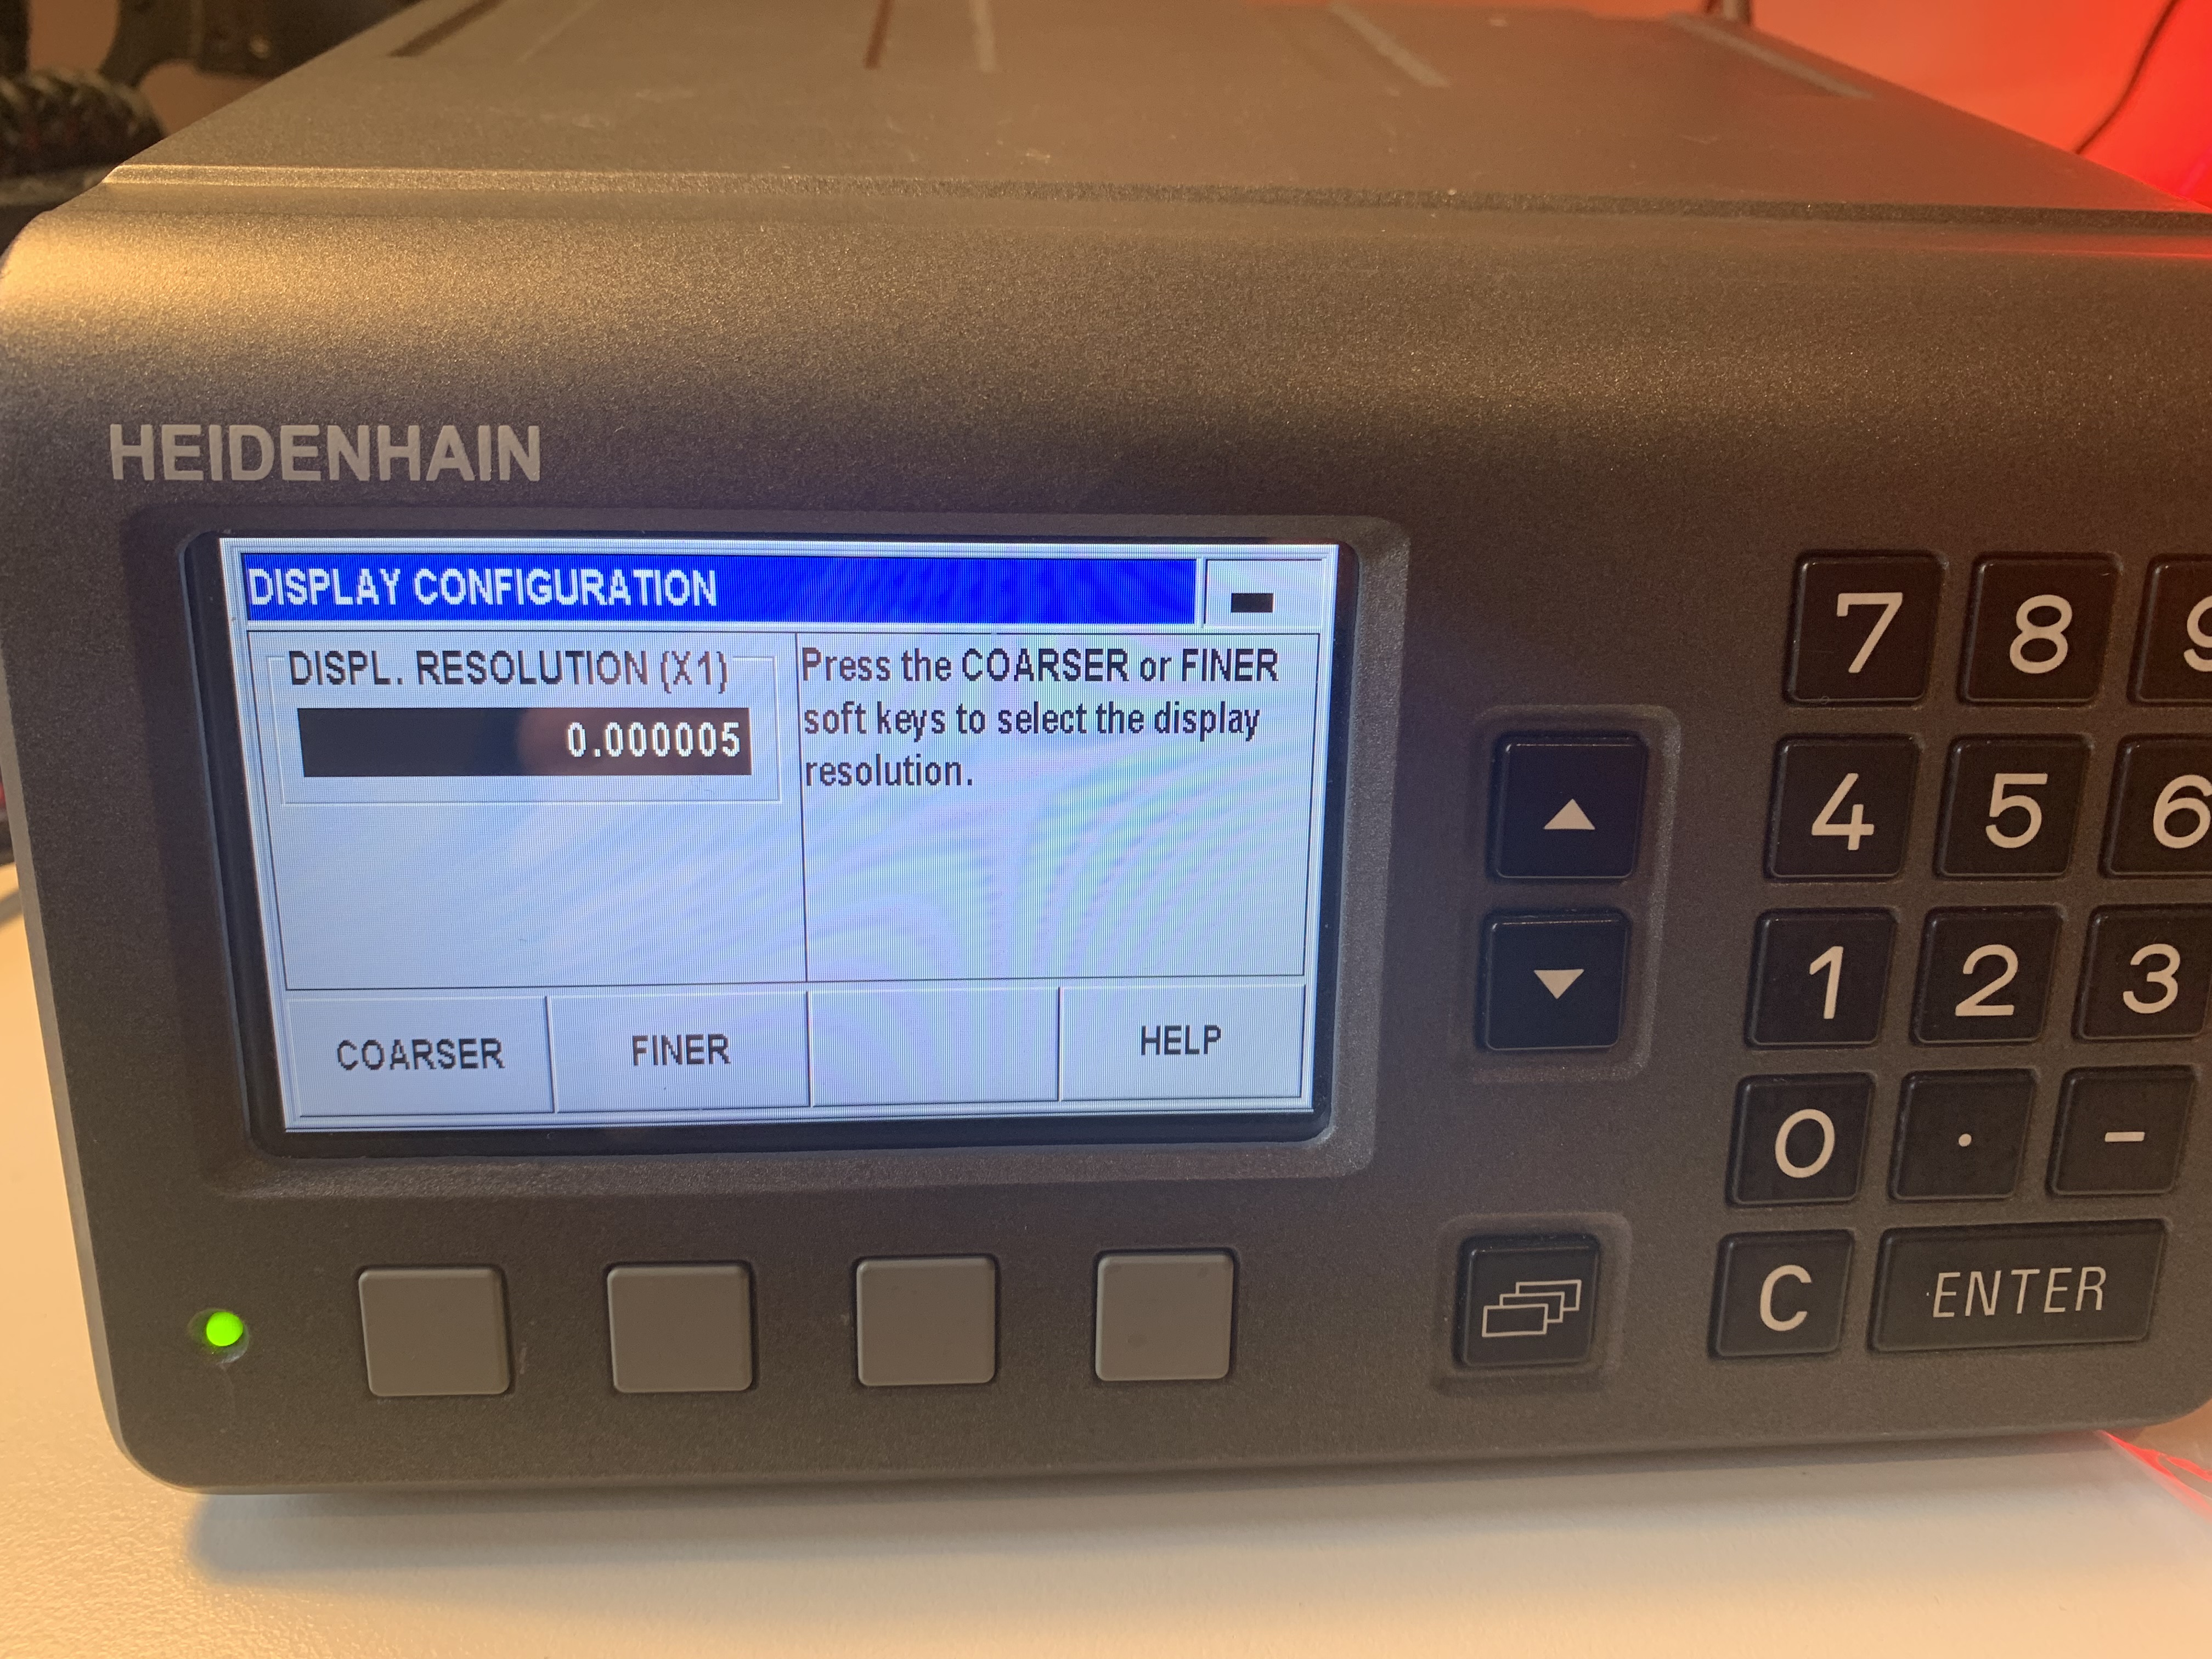 HEIDENHAIN
DISPLAY CONFIGURATION
DISPL. RESOLUTION (X1)
0.000005
Press the COARSER or FINER
soft keys to select the display
resolution.
COARSER FINER HELP
7 8 9
4 5 6
1 2 3
0 . -
C ENTER